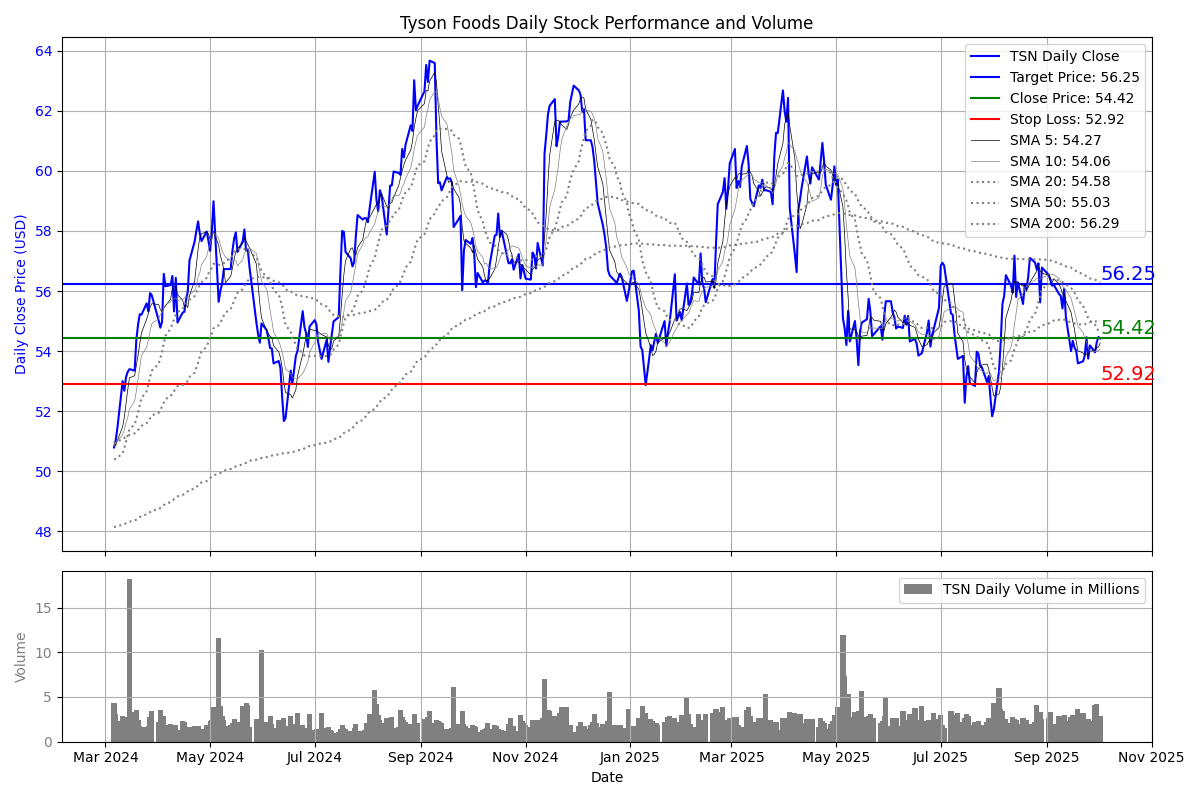 Tyson Foods Daily Stock Performance and Volume
64
62
60
58
56
54
52
50
48
Daily Close Price (USD)
TSN Daily Close
Target Price: 56.25
Close Price: 54.42
Stop Loss: 52.92
SMA 5: 54.27
SMA 10: 54.06
SMA 20: 54.58
SMA 50: 55.03
SMA 200: 56.29
56.25
54.42
52.92
15
10
5
0
Volume
TSN Daily Volume in Millions
Mar 2024 May 2024 Jul 2024 Sep 2024 Nov 2024 Jan 2025 Mar 2025 May 2025 Jul 2025 Sep 2025 Nov 2025
Date